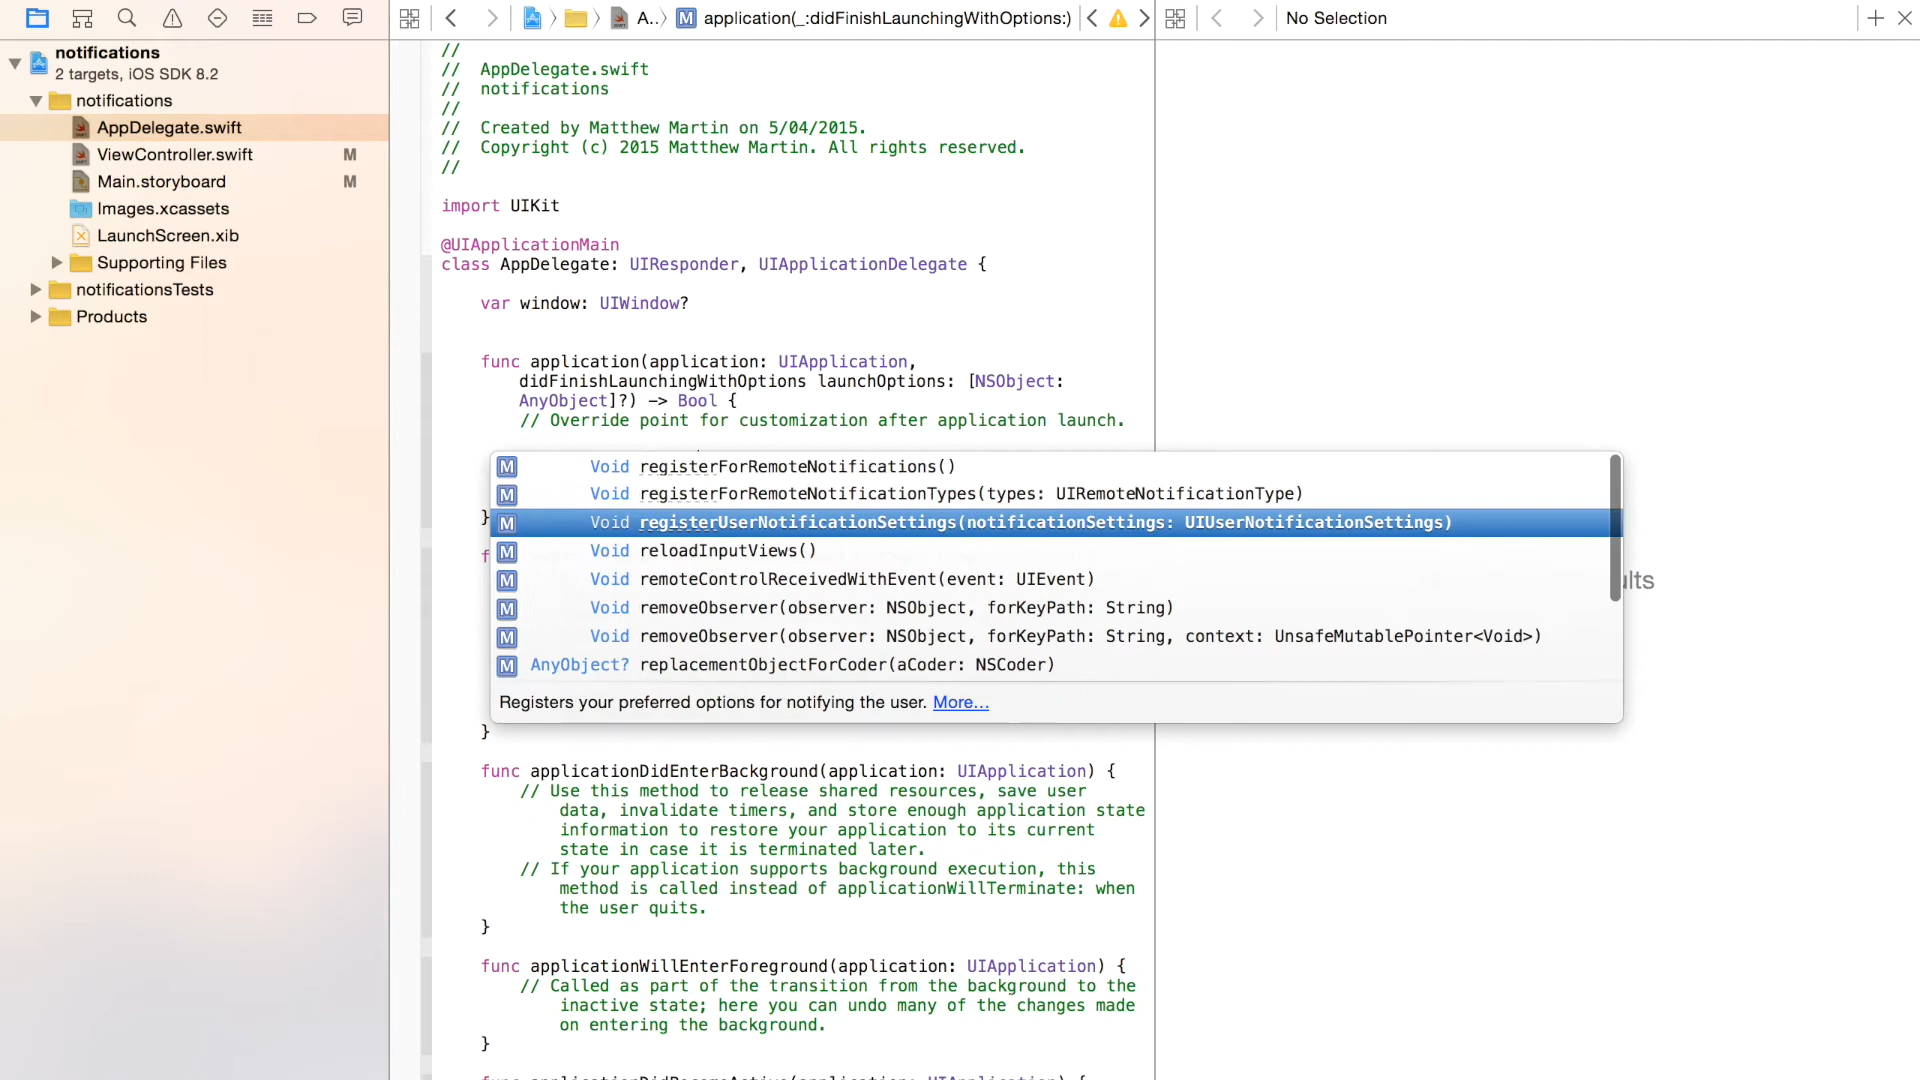 A..
M application(_:didFinishLaunchingWithOptions:)
No Selection
notifications
2 targets, iOS SDK 8.2
notifications
AppDelegate.swift
ViewController.swift M
Main.storyboard M
Images.xcassets
LaunchScreen.xib
Supporting Files
notificationsTests
Products
//
// AppDelegate.swift
// notifications
//
// Created by Matthew Martin on 5/04/2015.
// Copyright (c) 2015 Matthew Martin. All rights reserved.
//
import UIKit
@UIApplicationMain
class AppDelegate: UIResponder, UIApplicationDelegate {
var window: UIWindow?
func application(application: UIApplication,
didFinishLaunchingWithOptions launchOptions: [NSObject:
AnyObject]?) -> Bool {
// Override point for customization after application launch.
M Void registerForRemoteNotifications()
M Void registerForRemoteNotificationTypes(types: UIRemoteNotificationType)
}
M Void registerUserNotificationSettings(notificationSettings: UIUserNotificationSettings)
M Void reloadInputViews()
M Void remoteControlReceivedWithEvent(event: UIEvent)
M Void removeObserver(observer: NSObject, forKeyPath: String)
M Void removeObserver(observer: NSObject, forKeyPath: String, context: UnsafeMutablePointer<Void>)
M AnyObject? replacementObjectForCoder(aCoder: NSCoder)
Registers your preferred options for notifying the user. More...
}
func applicationDidEnterBackground(application: UIApplication) {
// Use this method to release shared resources, save user
data, invalidate timers, and store enough application state
information to restore your application to its current
state in case it is terminated later.
// If your application supports background execution, this
method is called instead of applicationWillTerminate: when
the user quits.
}
func applicationWillEnterForeground(application: UIApplication) {
// Called as part of the transition from the background to the
inactive state; here you can undo many of the changes made
on entering the background.
}